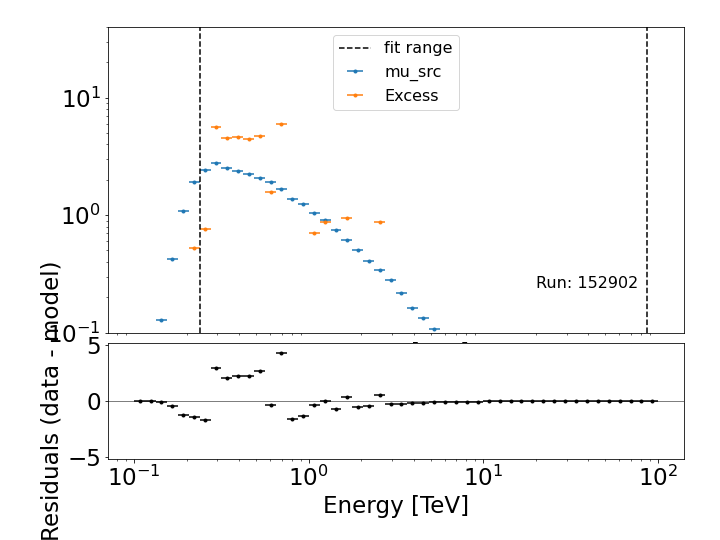 fit range
mu_src
Excess
10¹
10⁰
10⁻¹
Run: 152902
Residuals (data - model)
5
0
−5
10⁻¹
10⁰
10¹
10²
Energy [TeV]